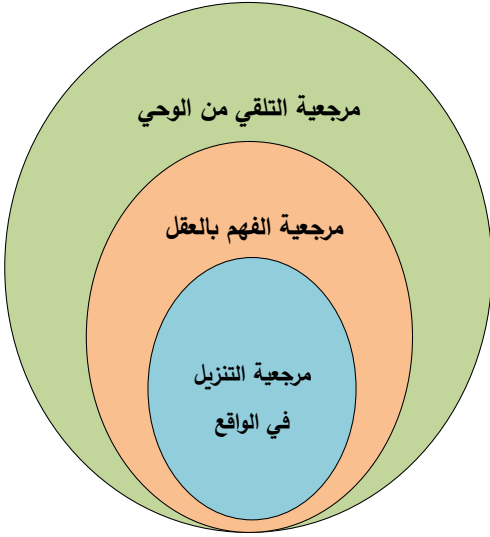 مرجعية التلقي من الوحي
مرجعية الفهم بالعقل
مرجعية التنزيل
في الواقع